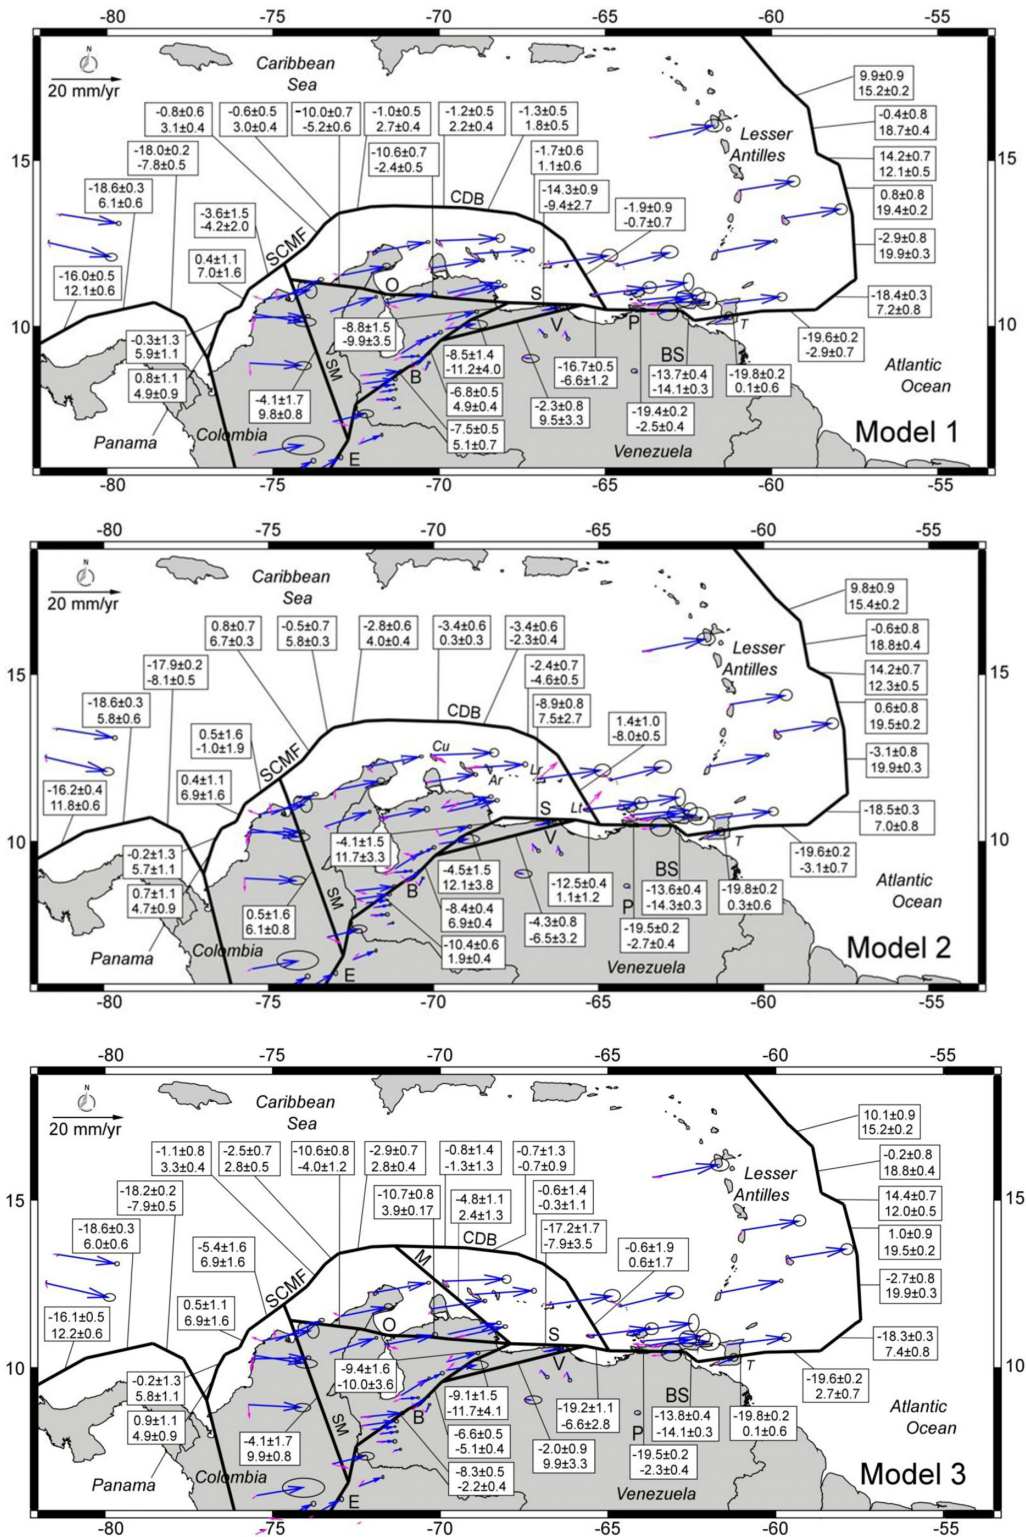 -80 -75 -70 -65 -60 -55
N
20 mm/yr
Caribbean
Sea
9.9±0.9
15.2±0.2
-0.8±0.6
3.1±0.4
-0.6±0.5
3.0±0.4
-10.0±0.7
-5.2±0.6
-1.0±0.5
2.7±0.4
-1.2±0.5
2.2±0.4
-1.3±0.5
1.8±0.5
-0.4±0.8
18.7±0.4
Lesser
Antilles
-18.0±0.2
-7.8±0.5
-10.6±0.7
-2.4±0.5
-1.7±0.6
1.1±0.6
15
15
14.2±0.7
12.1±0.5
-18.6±0.3
6.1±0.6
CDB
-14.3±0.9
-9.4±2.7
0.8±0.8
19.4±0.2
-3.6±1.5
-4.2±2.0
-1.9±0.9
-0.7±0.7
-2.9±0.8
19.9±0.3
SCMF
-16.0±0.5
12.1±0.6
0.4±1.1
7.0±1.6
O
S
-18.4±0.3
7.2±0.8
10
10
V
P
T
-0.3±1.3
5.9±1.1
-8.8±1.5
-9.9±3.5
-19.6±0.2
-2.9±0.7
BS
-8.5±1.4
-11.2±4.0
-16.7±0.5
-6.6±1.2
-13.7±0.4
-14.1±0.3
-19.8±0.2
0.1±0.6
Atlantic
Ocean
SM
B
0.8±1.1
4.9±0.9
-4.1±1.7
9.8±0.8
-6.8±0.5
4.9±0.4
-2.3±0.8
9.5±3.3
-19.4±0.2
-2.5±0.4
-7.5±0.5
5.1±0.7
Panama
Colombia
E
Venezuela
Model 1
-80 -75 -70 -65 -60 -55
-80 -75 -70 -65 -60 -55
N
20 mm/yr
Caribbean
Sea
9.8±0.9
15.4±0.2
0.8±0.7
6.7±0.3
-0.5±0.7
5.8±0.3
-2.8±0.6
4.0±0.4
-3.4±0.6
0.3±0.3
-3.4±0.6
-2.3±0.4
-0.6±0.8
18.8±0.4
Lesser
Antilles
-17.9±0.2
-8.1±0.5
-2.4±0.7
-4.6±0.5
15
15
14.2±0.7
12.3±0.5
-18.6±0.3
5.8±0.6
CDB
-8.9±0.8
7.5±2.7
0.6±0.8
19.5±0.2
0.5±1.6
-1.0±1.9
1.4±1.0
-8.0±0.5
Cu
-3.1±0.8
19.9±0.3
SCMF
Ar
Lr
-16.2±0.4
11.8±0.6
0.4±1.1
6.9±1.6
S
Lt
-18.5±0.3
7.0±0.8
10
10
V
T
-0.2±1.3
5.7±1.1
-4.1±1.5
11.7±3.3
-19.6±0.2
-3.1±0.7
BS
-4.5±1.5
12.1±3.8
-12.5±0.4
1.1±1.2
-13.6±0.4
-14.3±0.3
-19.8±0.2
0.3±0.6
Atlantic
Ocean
SM
B
P
0.7±1.1
4.7±0.9
0.5±1.6
6.1±0.8
-8.4±0.4
6.9±0.4
-4.3±0.8
-6.5±3.2
-19.5±0.2
-2.7±0.4
-10.4±0.6
1.9±0.4
Panama
Colombia
E
Venezuela
Model 2
-80 -75 -70 -65 -60 -55
-80 -75 -70 -65 -60 -55
N
20 mm/yr
Caribbean
Sea
10.1±0.9
15.2±0.2
-1.1±0.8
3.3±0.4
-2.5±0.7
2.8±0.5
-10.6±0.8
-4.0±1.2
-2.9±0.7
2.8±0.4
-0.8±1.4
-1.3±1.3
-0.7±1.3
-0.7±0.9
-0.2±0.8
18.8±0.4
Lesser
Antilles
-18.2±0.2
-7.9±0.5
-10.7±0.8
3.9±0.17
-4.8±1.1
2.4±1.3
-0.6±1.4
-0.3±1.1
15
15
14.4±0.7
12.0±0.5
-18.6±0.3
6.0±0.6
CDB
M
-17.2±1.7
-7.9±3.5
1.0±0.9
19.5±0.2
-5.4±1.6
6.9±1.6
-0.6±1.9
0.6±1.7
-2.7±0.8
19.9±0.3
SCMF
-16.1±0.5
12.2±0.6
0.5±1.1
6.9±1.6
O
S
-18.3±0.3
7.4±0.8
10
10
V
T
-0.2±1.3
5.8±1.1
-9.4±1.6
-10.0±3.6
-19.6±0.2
2.7±0.7
BS
-9.1±1.5
-11.7±4.1
-19.2±1.1
-6.6±2.8
-13.8±0.4
-14.1±0.3
-19.8±0.2
0.1±0.6
Atlantic
Ocean
SM
B
P
0.9±1.1
4.9±0.9
-4.1±1.7
9.9±0.8
-6.6±0.5
-5.1±0.4
-2.0±0.9
9.9±3.3
-19.5±0.2
-2.3±0.4
-8.3±0.5
-2.2±0.4
Panama
Colombia
E
Venezuela
Model 3
-80 -75 -70 -65 -60 -55